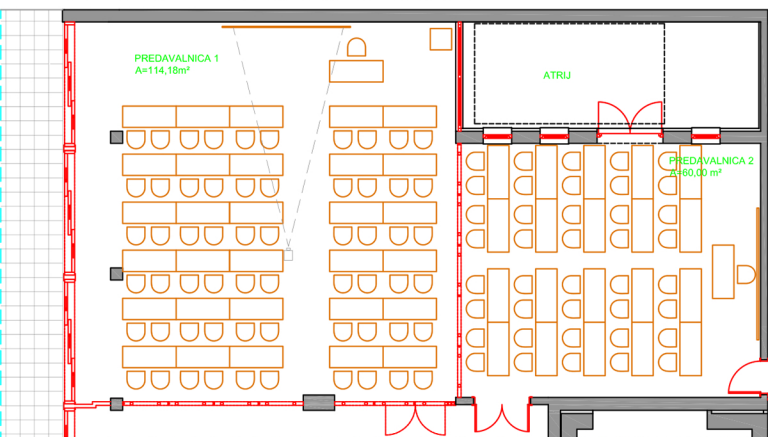 PREDAVALNICA 1
A=114,18m²
ATRIJ
PREDAVALNICA 2
A=60,00 m²